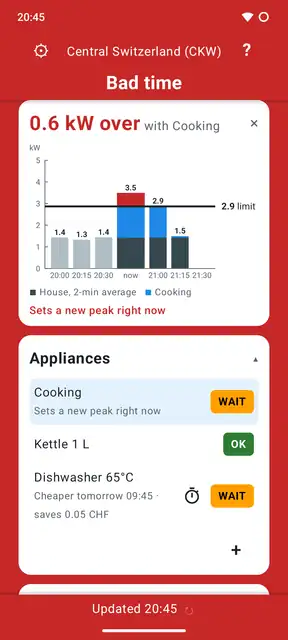 20:45
Central Switzerland (CKW) ?
Bad time
0.6 kW over with Cooking ×
kW
5
4
3
2
1
0
1.4
1.3
1.4
3.5
2.9
1.5
2.9 limit
20:00 20:15 20:30 now 21:00 21:15 21:30
House, 2-min average Cooking
Sets a new peak right now
Appliances
Cooking
Sets a new peak right now
WAIT
Kettle 1 L
OK
Dishwasher 65°C
Cheaper tomorrow 09:45 ·
saves 0.05 CHF
WAIT
+
Updated 20:45